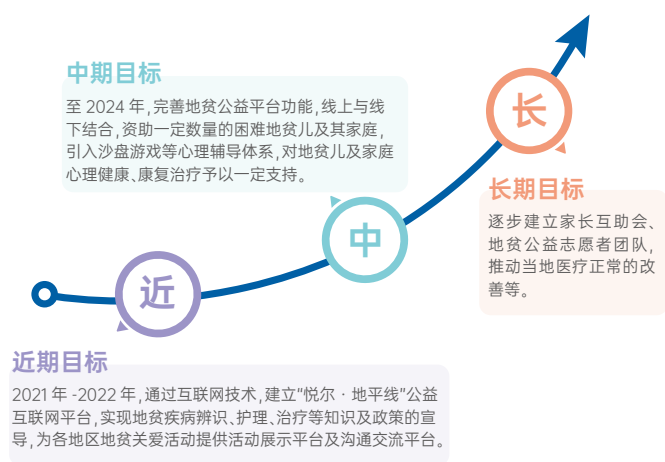 中期目标
至 2024 年,完善地贫公益平台功能,线上与线
下结合,资助一定数量的困难地贫儿及其家庭,
引入沙盘游戏等心理辅导体系,对地贫儿及家庭
心理健康、康复治疗予以一定支持。
长
长期目标
逐步建立家长互助会、
地贫公益志愿者团队,
推动当地医疗正常的改
善等。
中
近
近期目标
2021 年 -2022 年,通过互联网技术,建立“悦尔 · 地平线”公益
互联网平台,实现地贫疾病辨识、护理、治疗等知识及政策的宣
导,为各地区地贫关爱活动提供活动展示平台及沟通交流平台。